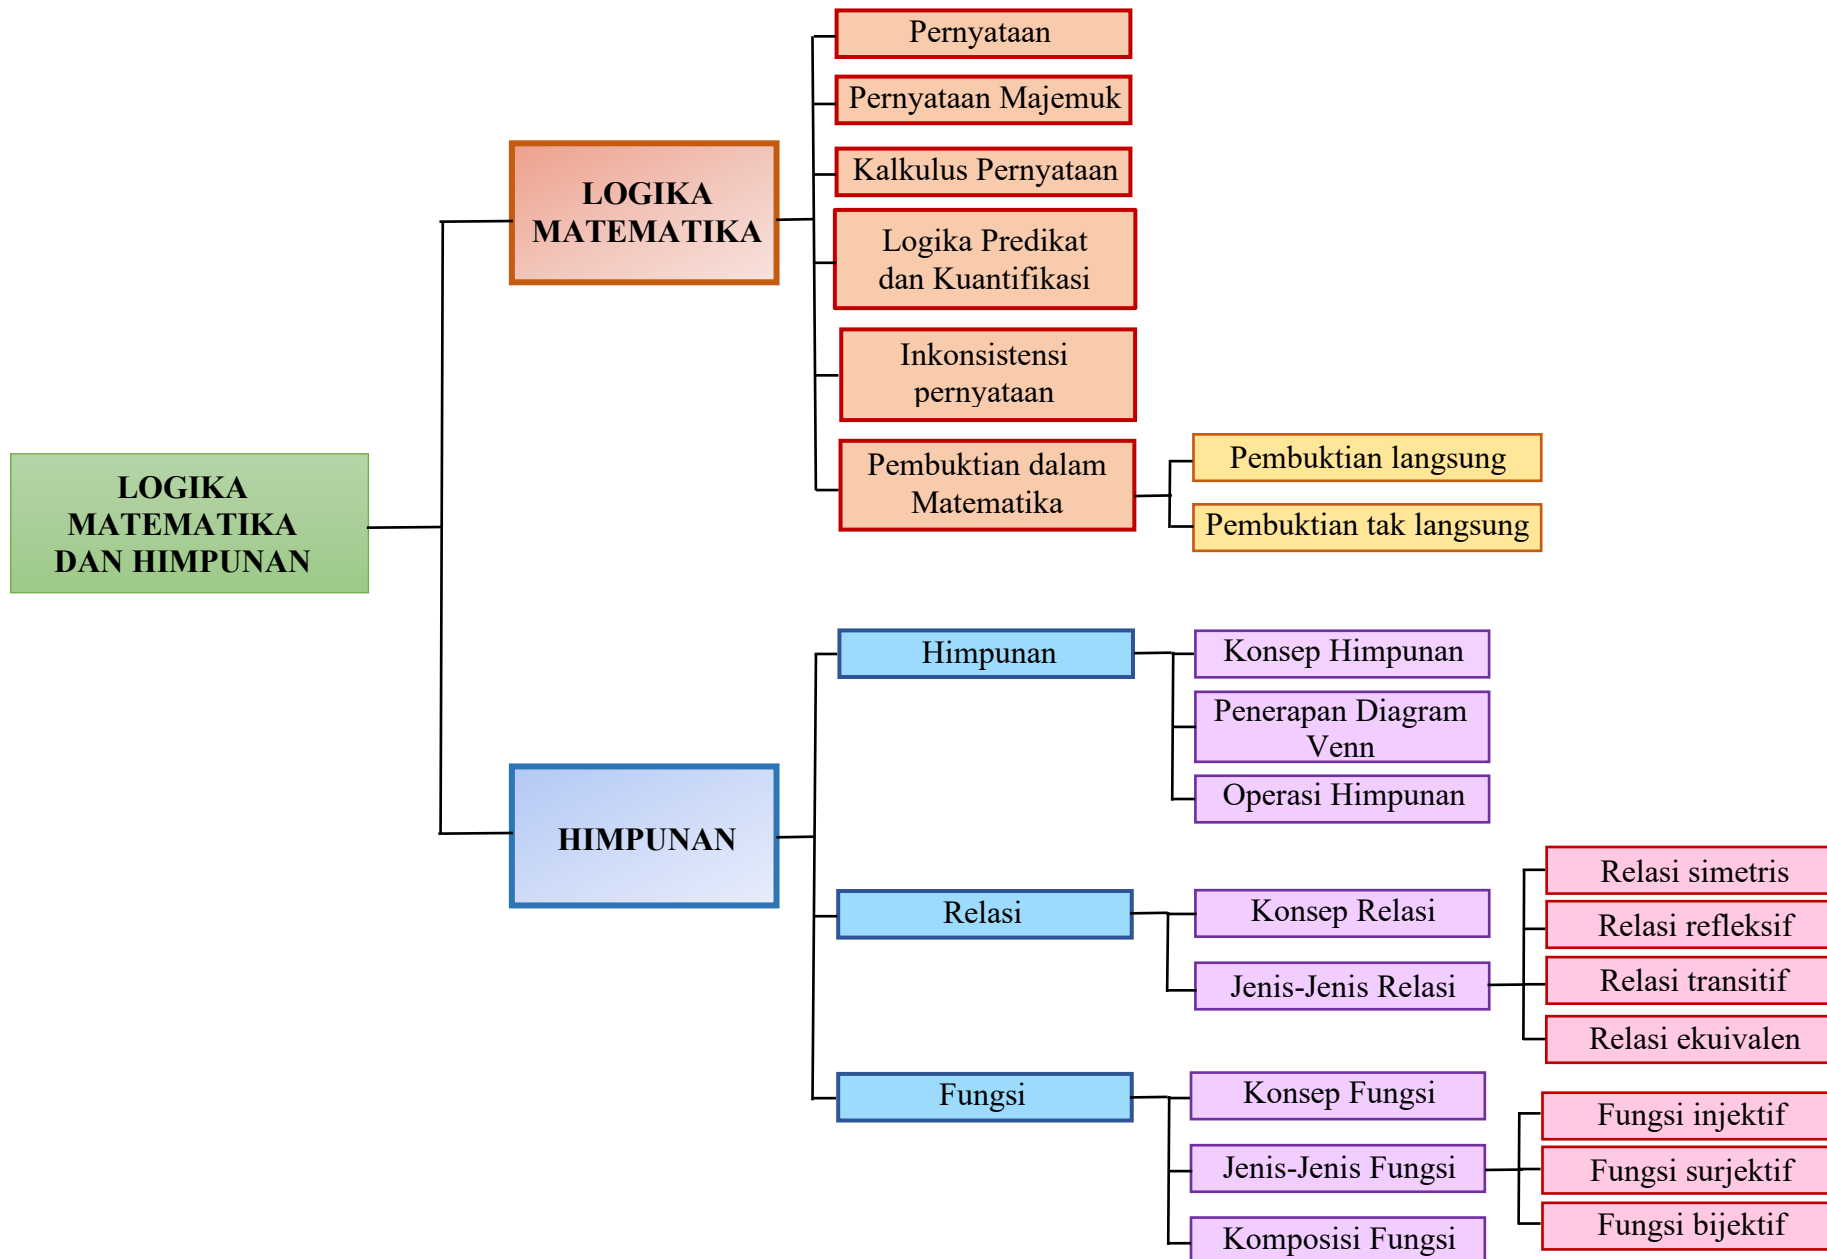 LOGIKA
MATEMATIKA
DAN HIMPUNAN
LOGIKA
MATEMATIKA
Pernyataan
Pernyataan Majemuk
Kalkulus Pernyataan
Logika Predikat
dan Kuantifikasi
Inkonsistensi
pernyataan
Pembuktian dalam
Matematika
Pembuktian langsung
Pembuktian tak langsung
HIMPUNAN
Himpunan
Konsep Himpunan
Penerapan Diagram
Venn
Operasi Himpunan
Relasi
Konsep Relasi
Jenis-Jenis Relasi
Relasi simetris
Relasi refleksif
Relasi transitif
Relasi ekuivalen
Fungsi
Konsep Fungsi
Jenis-Jenis Fungsi
Fungsi injektif
Fungsi surjektif
Fungsi bijektif
Komposisi Fungsi